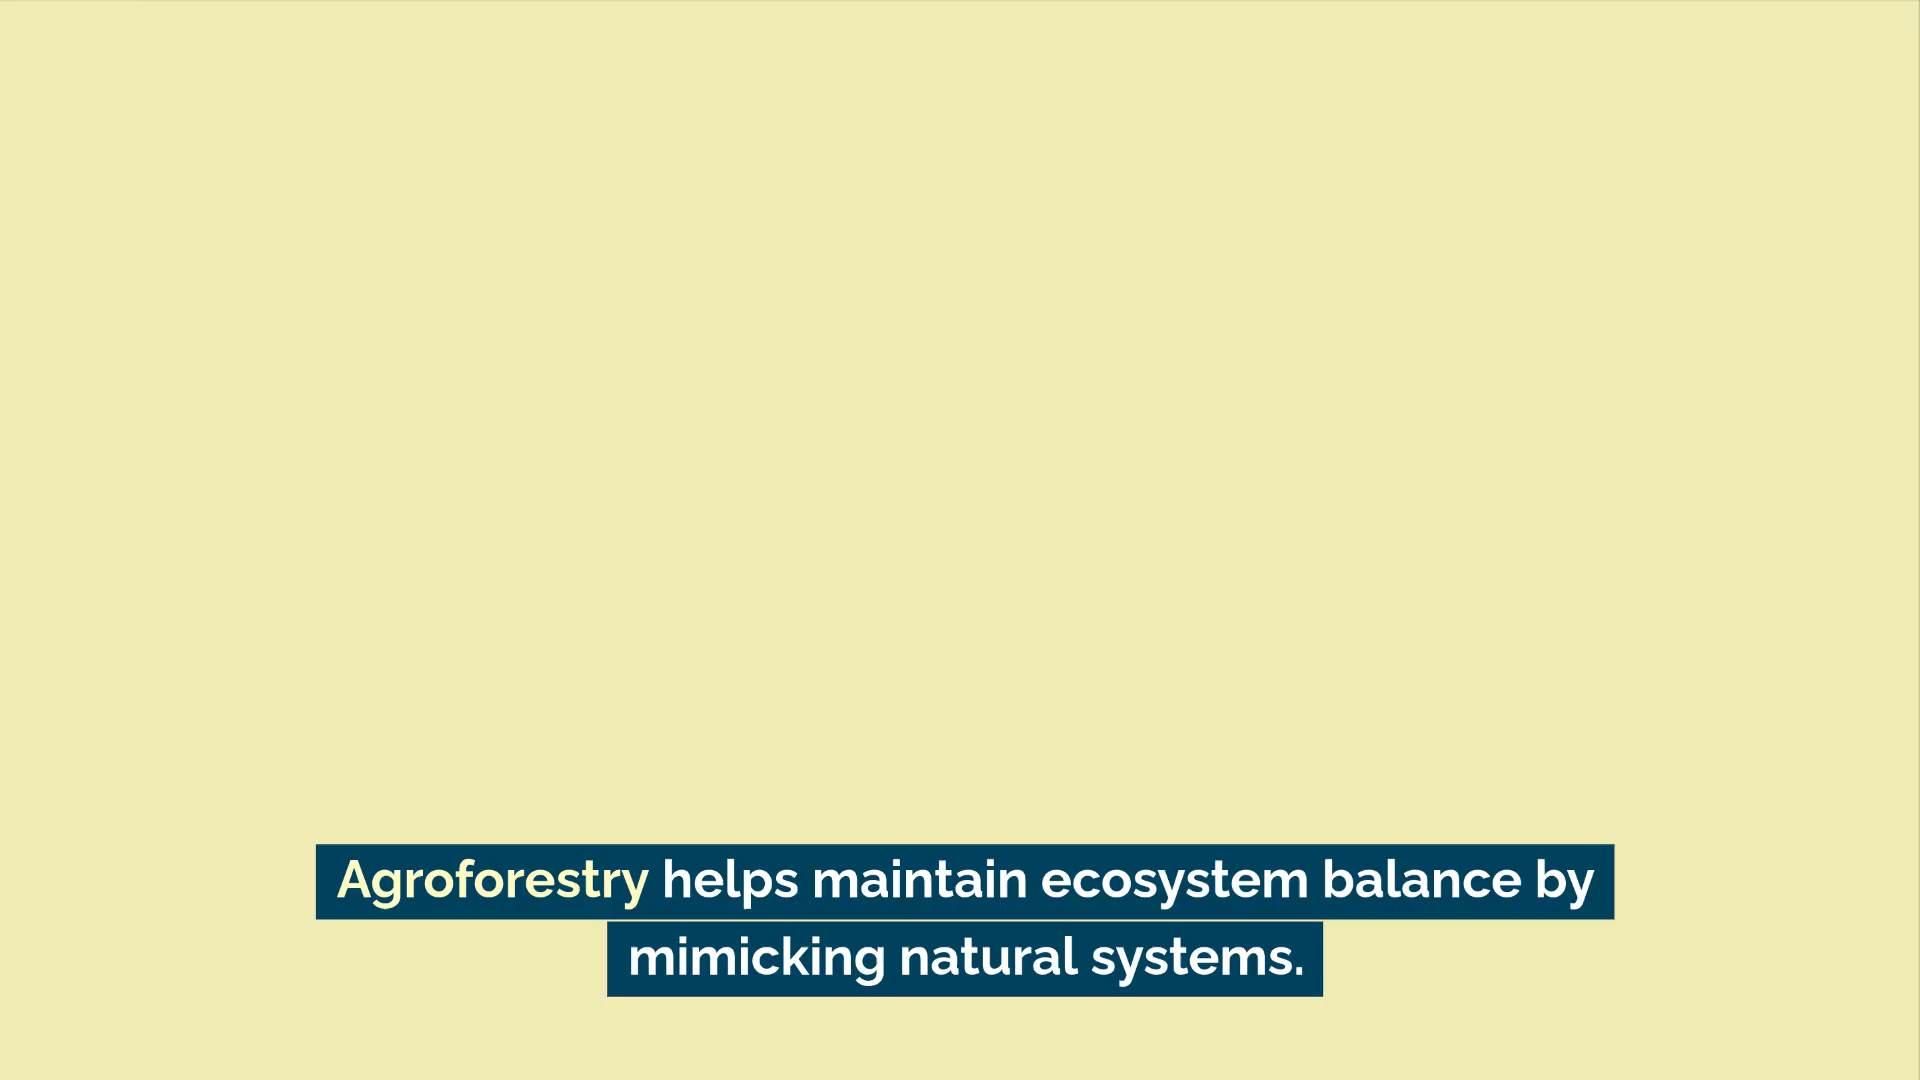 Agroforestry helps maintain ecosystem balance by
mimicking natural systems.